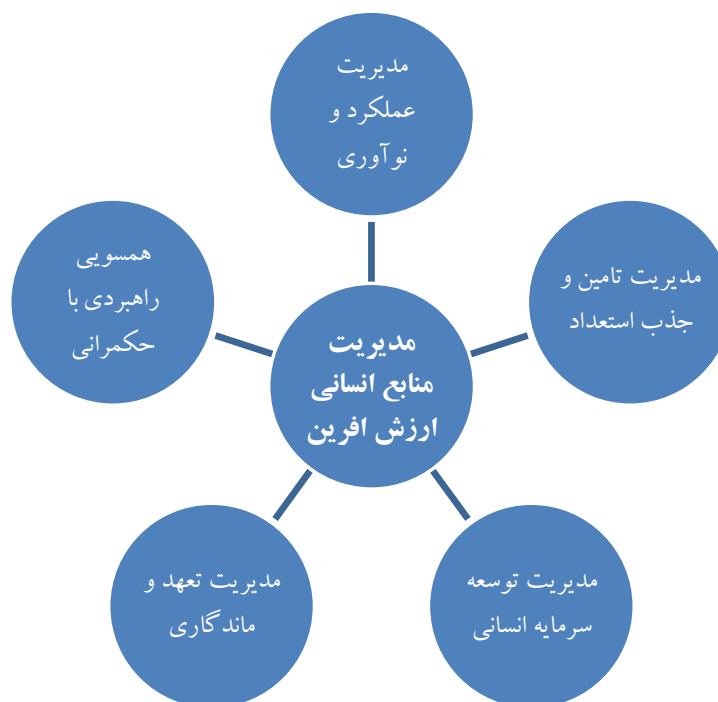 مدیریت
عملکرد و
نوآوری
مدیریت تامین و
جذب استعداد
همسویی
راهبردی با
حکمرانی
مدیریت
منابع انسانی
ارزش افرین
مدیریت توسعه
سرمایه انسانی
مدیریت تعهد و
ماندگاری